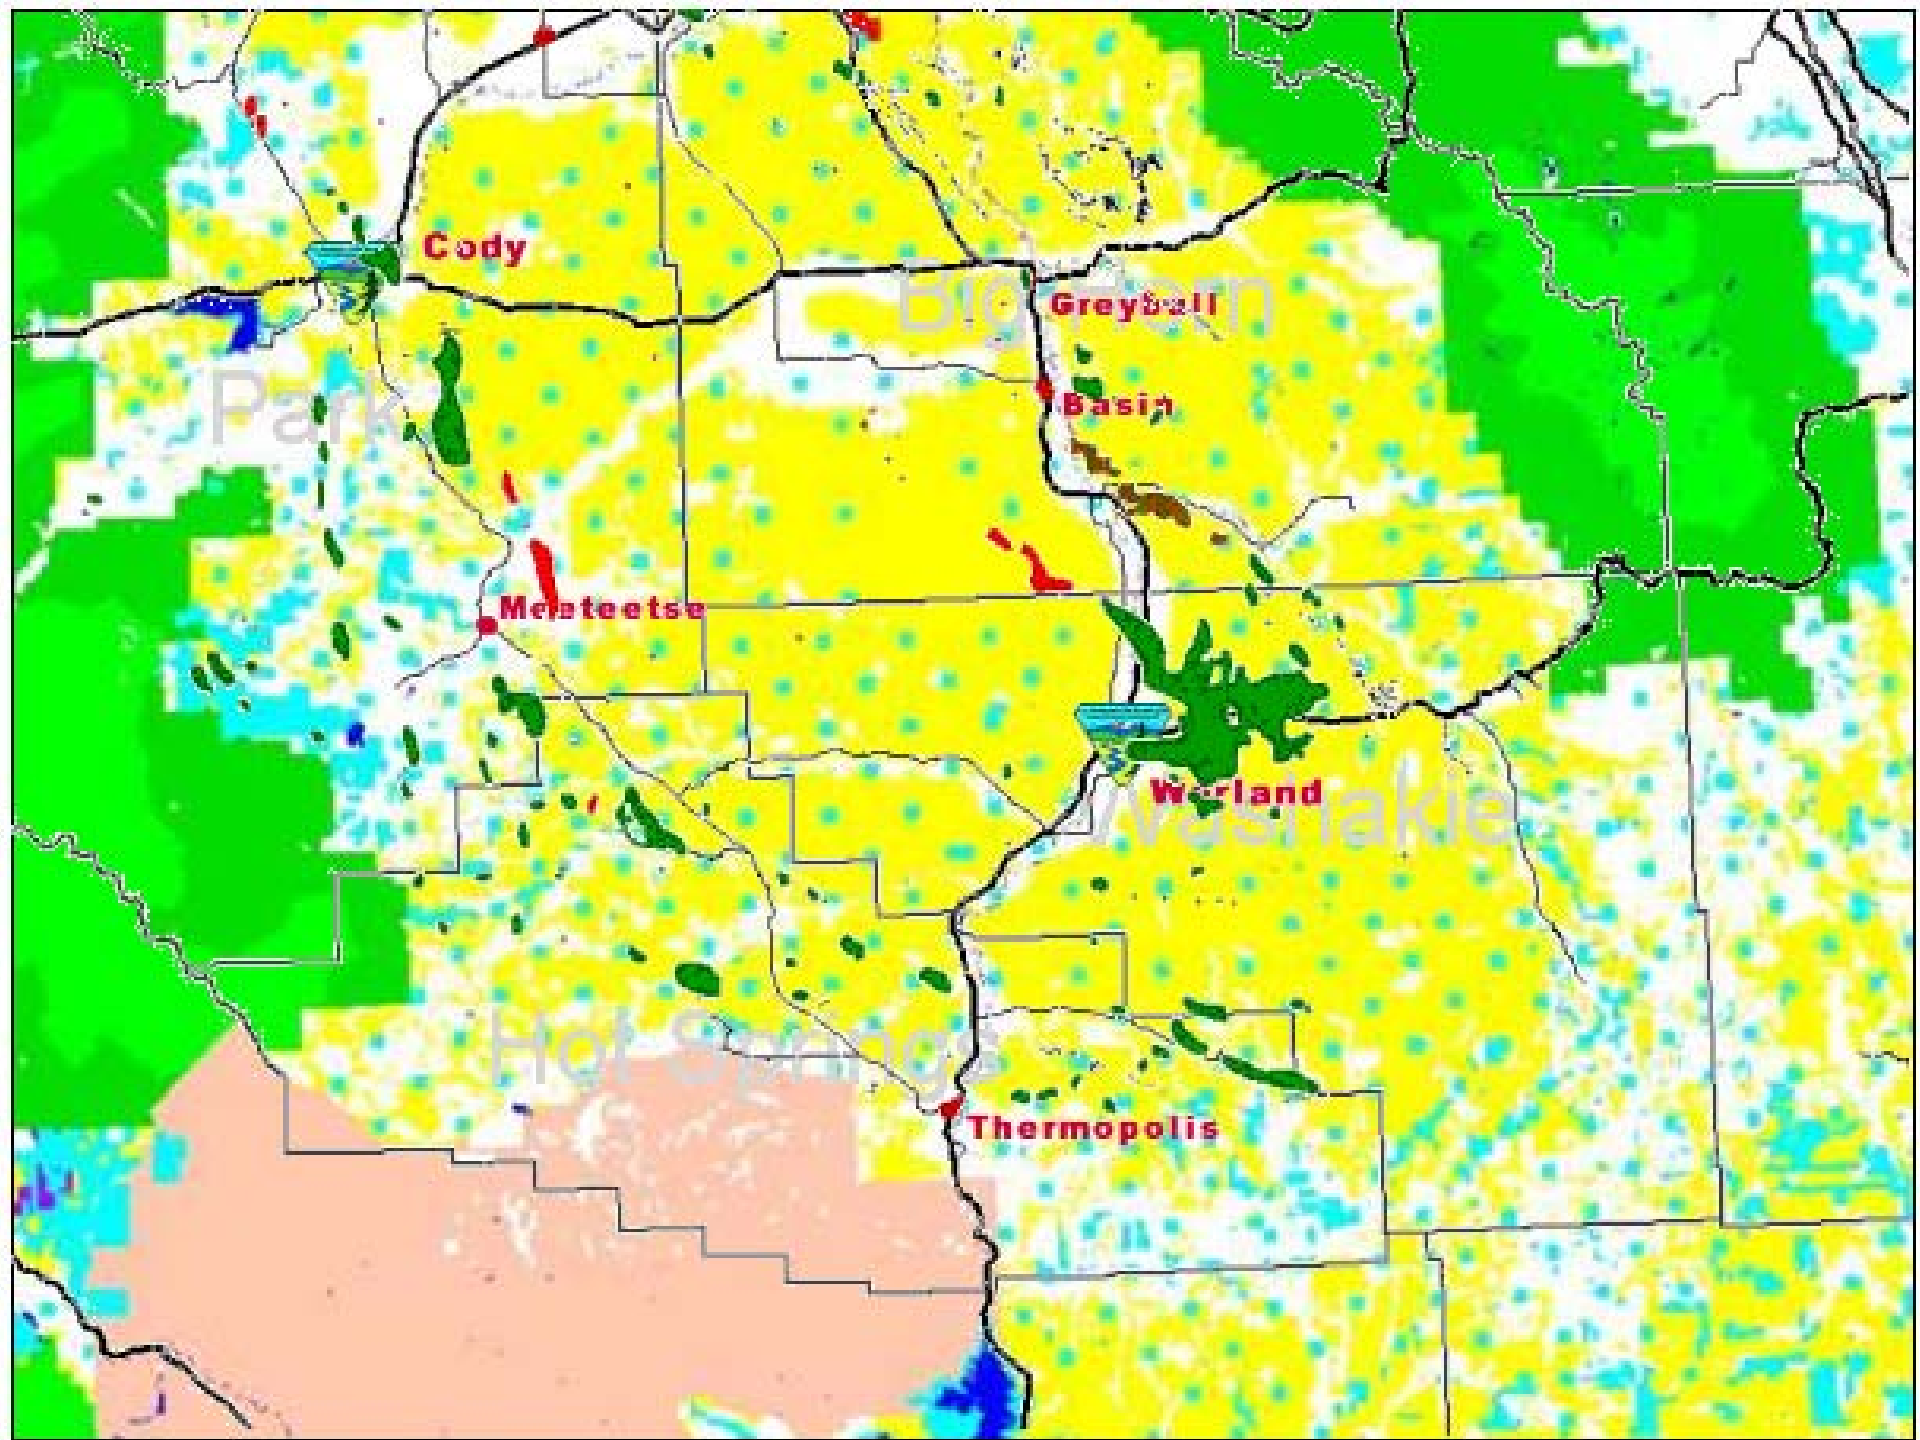 Cody
Big Horn
Greybull
Park
Basin
Meeteetse
Worland
Washakie
Hot Springs
Thermopolis